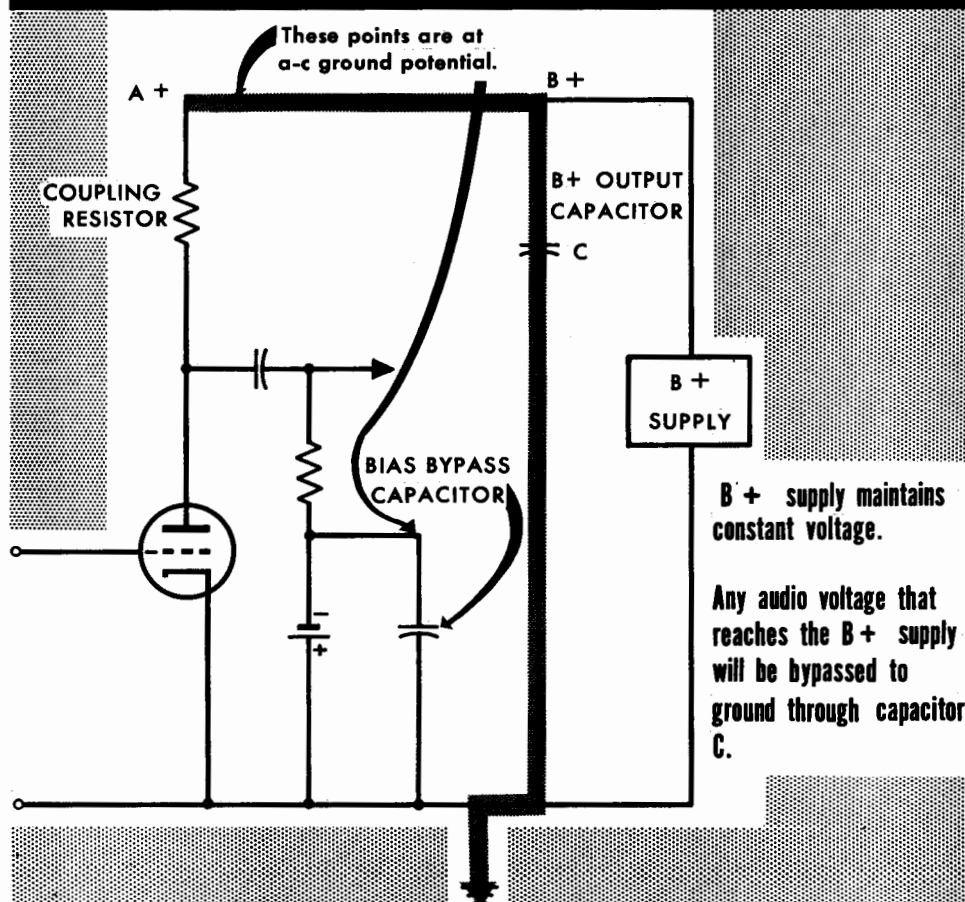 These points are at
a-c ground potential.
A +
B +
COUPLING
RESISTOR
B+ OUTPUT
CAPACITOR
C
B +
SUPPLY
BIAS BYPASS
CAPACITOR
−
+
B + supply maintains
constant voltage.
Any audio voltage that
reaches the B + supply
will be bypassed to
ground through capacitor
C.